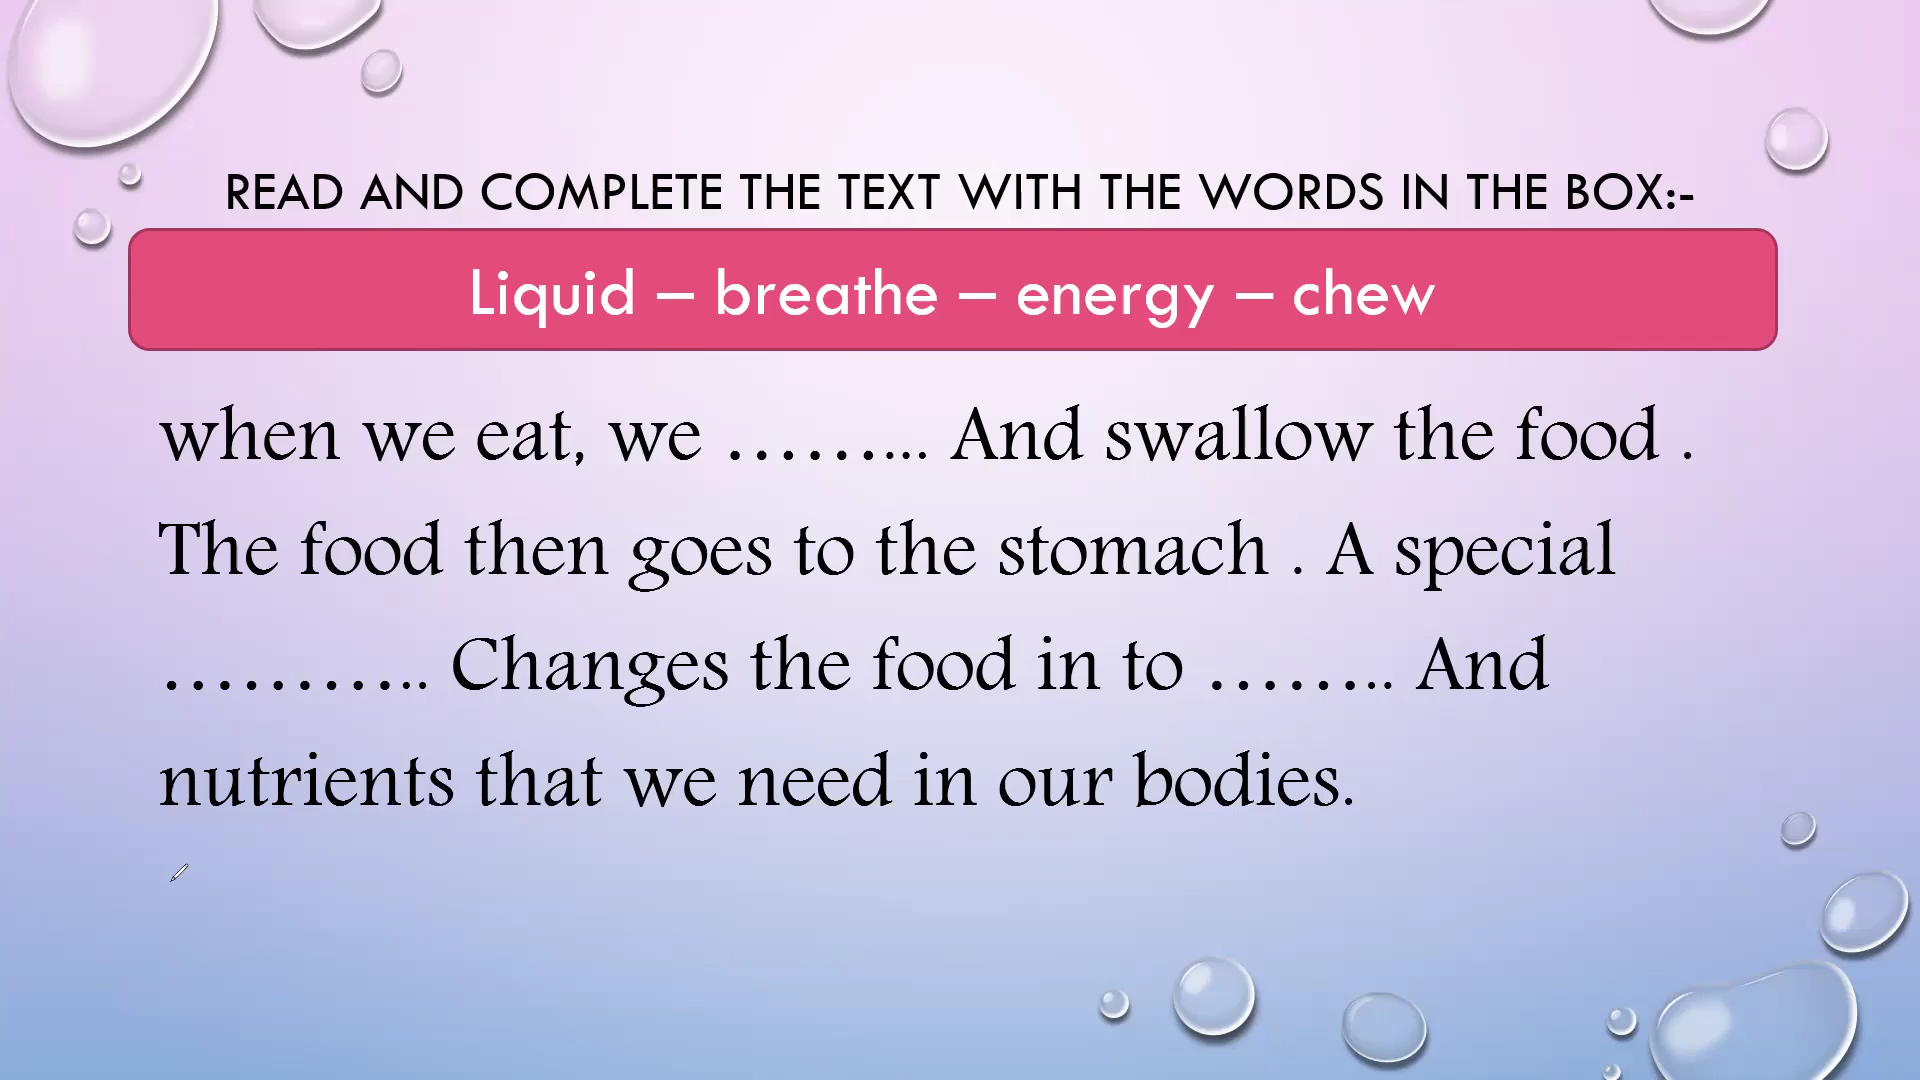 READ AND COMPLETE THE TEXT WITH THE WORDS IN THE BOX:-
Liquid – breathe – energy – chew
when we eat, we ……... And swallow the food .
The food then goes to the stomach . A special
……….. Changes the food in to …….. And
nutrients that we need in our bodies.